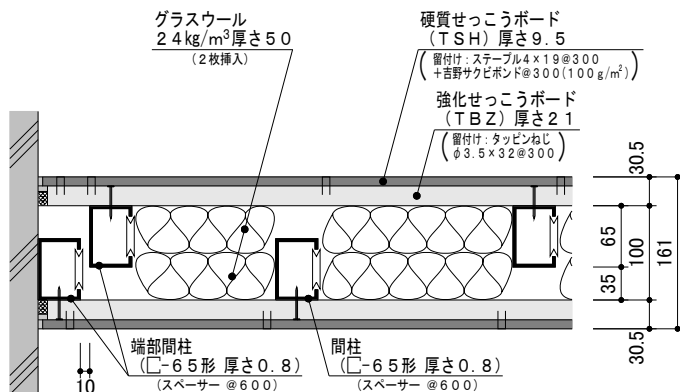 グラスウール
24kg/m³厚さ50
(2枚挿入)
硬質せっこうボード
(TSH)厚さ9.5
(留付け:ステープル4×19@300
+吉野サクビボンド@300(100g/m²))
強化せっこうボード
(TBZ)厚さ21
(留付け:タッピンねじ
φ3.5×32@300)
30.5
65
100
161
35
30.5
端部間柱
(□-65形 厚さ0.8)
(スペーサー @600)
間柱
(□-65形 厚さ0.8)
(スペーサー @600)
10